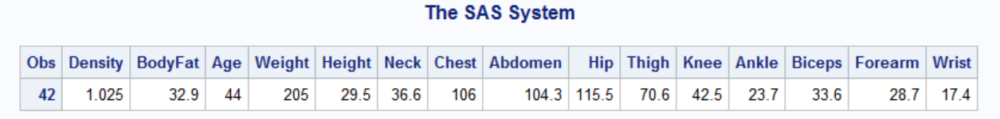 The SAS System
Obs Density BodyFat Age Weight Height Neck Chest Abdomen Hip Thigh Knee Ankle Biceps Forearm Wrist
42 1.025 32.9 44 205 29.5 36.6 106 104.3 115.5 70.6 42.5 23.7 33.6 28.7 17.4